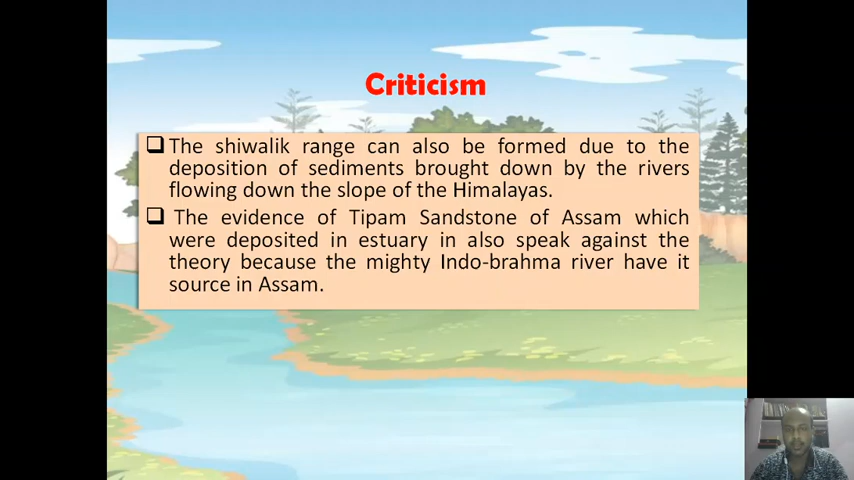 Criticism
❑ The shiwalik range can also be formed due to the
deposition of sediments brought down by the rivers
flowing down the slope of the Himalayas.
❑ The evidence of Tipam Sandstone of Assam which
were deposited in estuary in also speak against the
theory because the mighty Indo-brahma river have it
source in Assam.